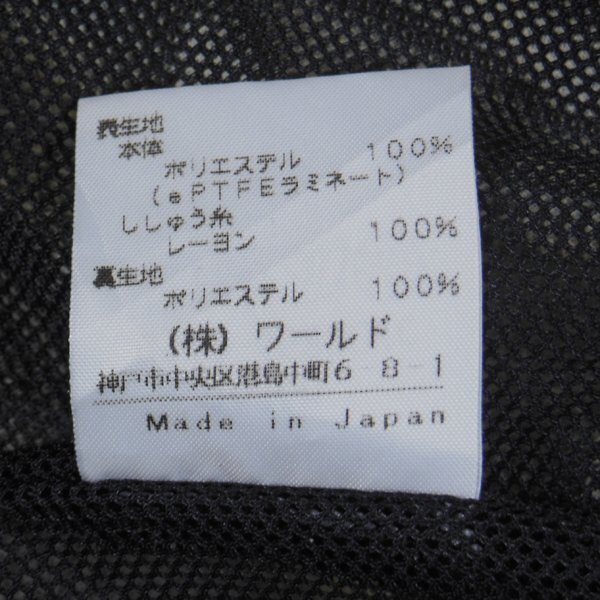 表生地
本体
ポリエステル 100%
(ePTFEラミネート)
ししゅう糸
レーヨン 100%
裏生地
ポリエステル 100%
(株) ワールド
神戸市中央区港島中町6-8-1
Made in Japan